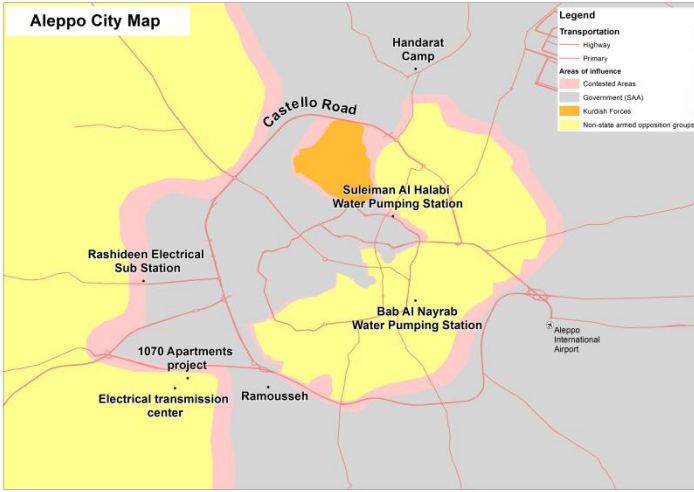 Aleppo City Map
Legend
Transportation
Highway
Primary
Areas of influence
Contested Areas
Government (SAA)
Kurdish Forces
Non-state armed opposition groups
Handarat
Camp
Castello Road
Suleiman Al Halabi
Water Pumping Station
Rashideen Electrical
Sub Station
Bab Al Nayrab
Water Pumping Station
Aleppo
International
Airport
1070 Apartments
project
Electrical transmission
center
Ramousseh